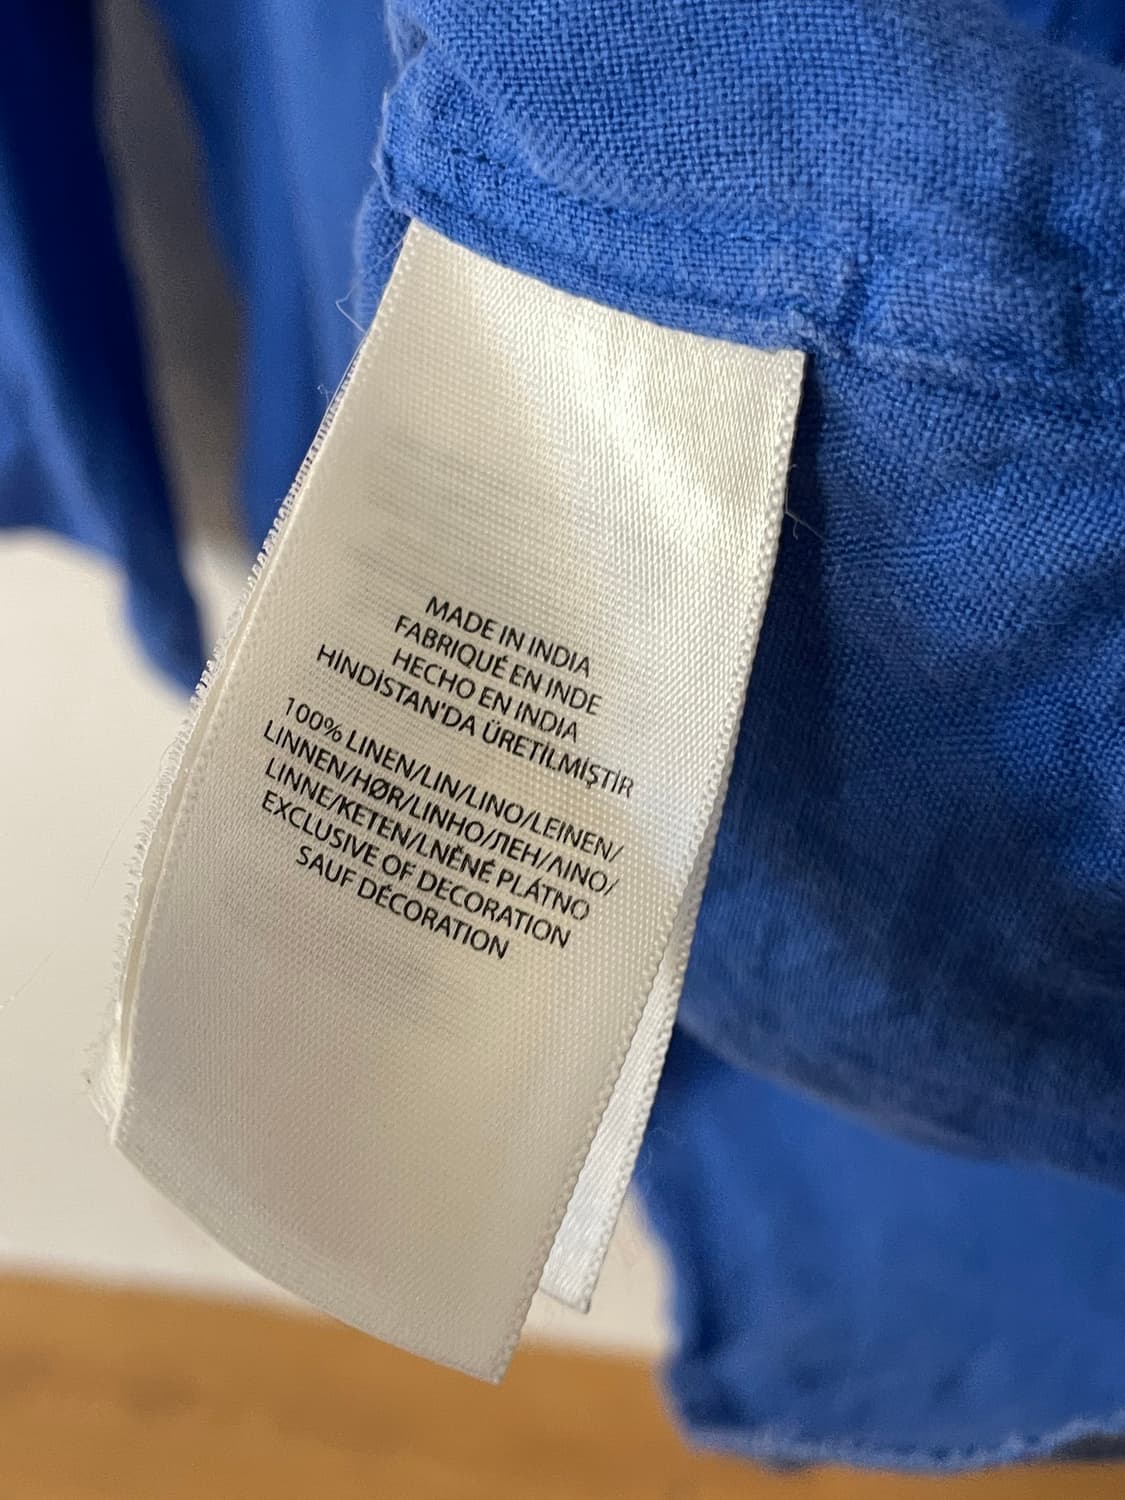 MADE IN INDIA
FABRIQUÉ EN INDE
HECHO EN INDIA
HİNDİSTAN'DA ÜRETİLMİŞTİR
100% LINEN/LIN/LINO/LEINEN/
LINNEN/HØR/LINHO/ЛЕН/ΛΙΝΟ/
LINNE/KETEN/LNĚNÉ PLÁTNO
EXCLUSIVE OF DECORATION
SAUF DÉCORATION